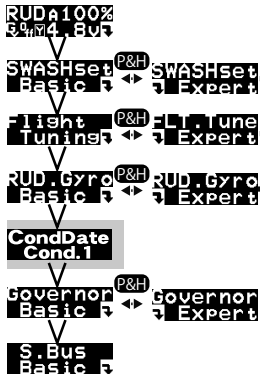 RUDA100%
4.8v
SWASHset
Basic
P&H
SWASHset
Expert
Flight
Tuning
P&H
FLT.Tune
Expert
RUD.Gyro
Basic
P&H
RUD.Gyro
Expert
CondDate
Cond.1
Governor
Basic
P&H
Governor
Expert
S.Bus
Basic